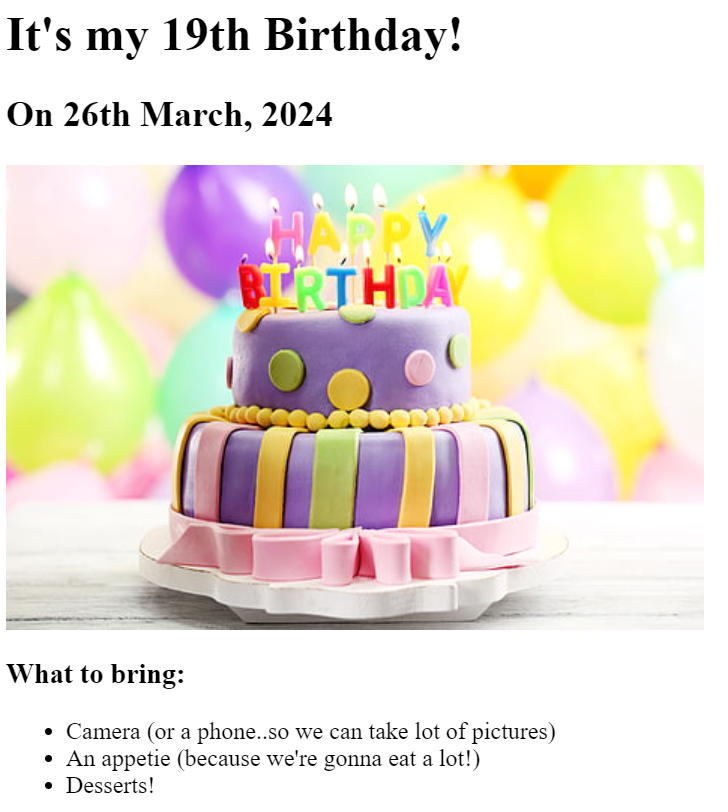 It's my 19th Birthday!
On 26th March, 2024
HAPPY
BIRTHDAY
What to bring:
Camera (or a phone..so we can take lot of pictures)
An appetie (because we're gonna eat a lot!)
Desserts!